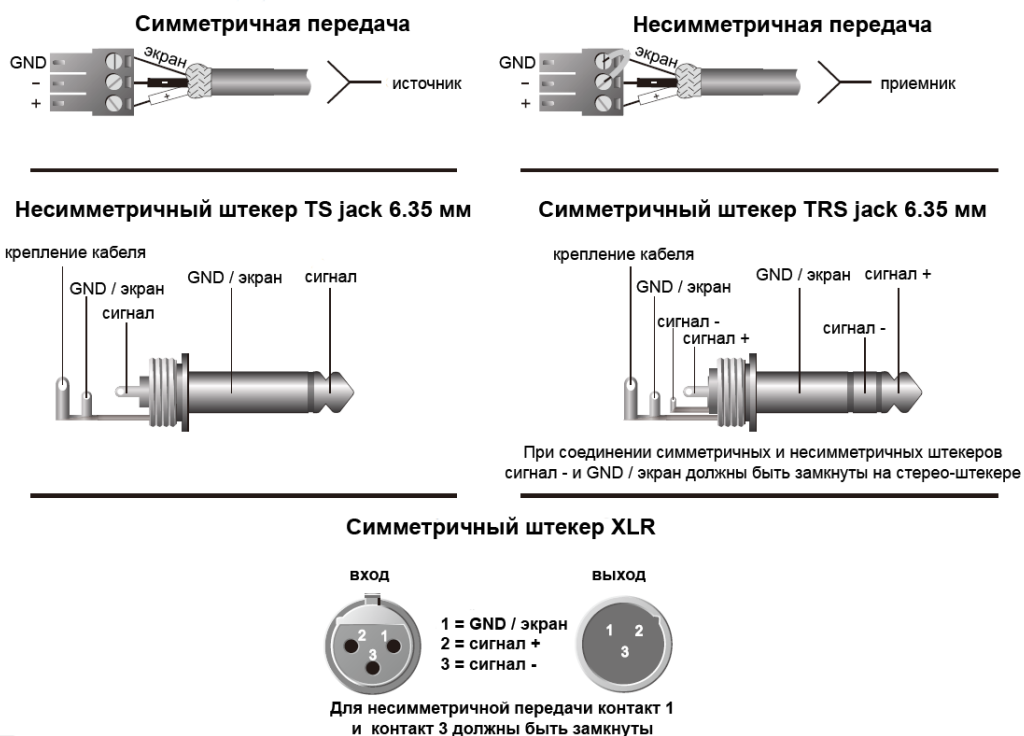 Симметричная передача
GND
–
+
экран
-
+
источник
Несимметричная передача
GND
–
+
экран
-
+
приемник
Несимметричный штекер TS jack 6.35 мм
крепление кабеля
GND / экран
сигнал
GND / экран
сигнал
Симметричный штекер TRS jack 6.35 мм
крепление кабеля
GND / экран
сигнал -
сигнал +
GND / экран
сигнал +
сигнал -
При соединении симметричных и несимметричных штекеров
сигнал - и GND / экран должны быть замкнуты на стерео-штекере
Симметричный штекер XLR
вход
2 1
3
1 = GND / экран
2 = сигнал +
3 = сигнал -
выход
1 2
3
Для несимметричной передачи контакт 1
и контакт 3 должны быть замкнуты